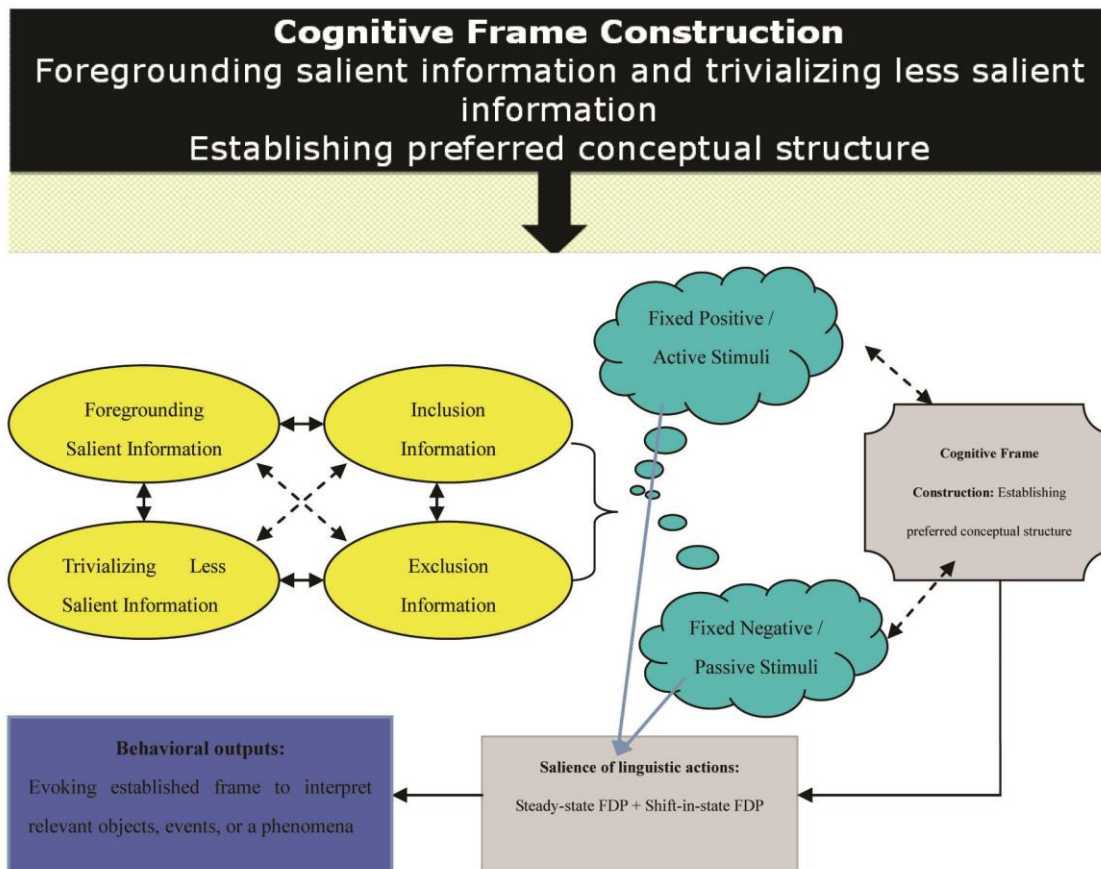 Cognitive Frame Construction
Foregrounding salient information and trivializing less salient
information
Establishing preferred conceptual structure
Fixed Positive /
Active Stimuli
Foregrounding
Salient Information
Inclusion
Information
Trivializing Less
Salient Information
Exclusion
Information
Cognitive Frame
Construction: Establishing
preferred conceptual structure
Fixed Negative /
Passive Stimuli
Behavioral outputs:
Evoking established frame to interpret
relevant objects, events, or a phenomena
Salience of linguistic actions:
Steady-state FDP + Shift-in-state FDP